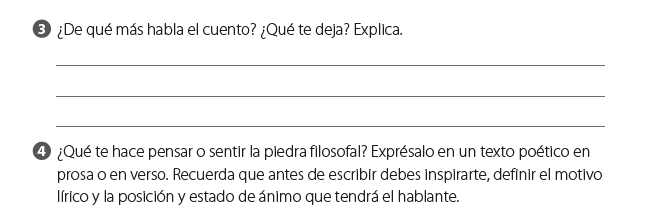 3 ¿De qué más habla el cuento? ¿Qué te deja? Explica.
4 ¿Qué te hace pensar o sentir la piedra filosofal? Exprésalo en un texto poético en
prosa o en verso. Recuerda que antes de escribir debes inspirarte, definir el motivo
lírico y la posición y estado de ánimo que tendrá el hablante.